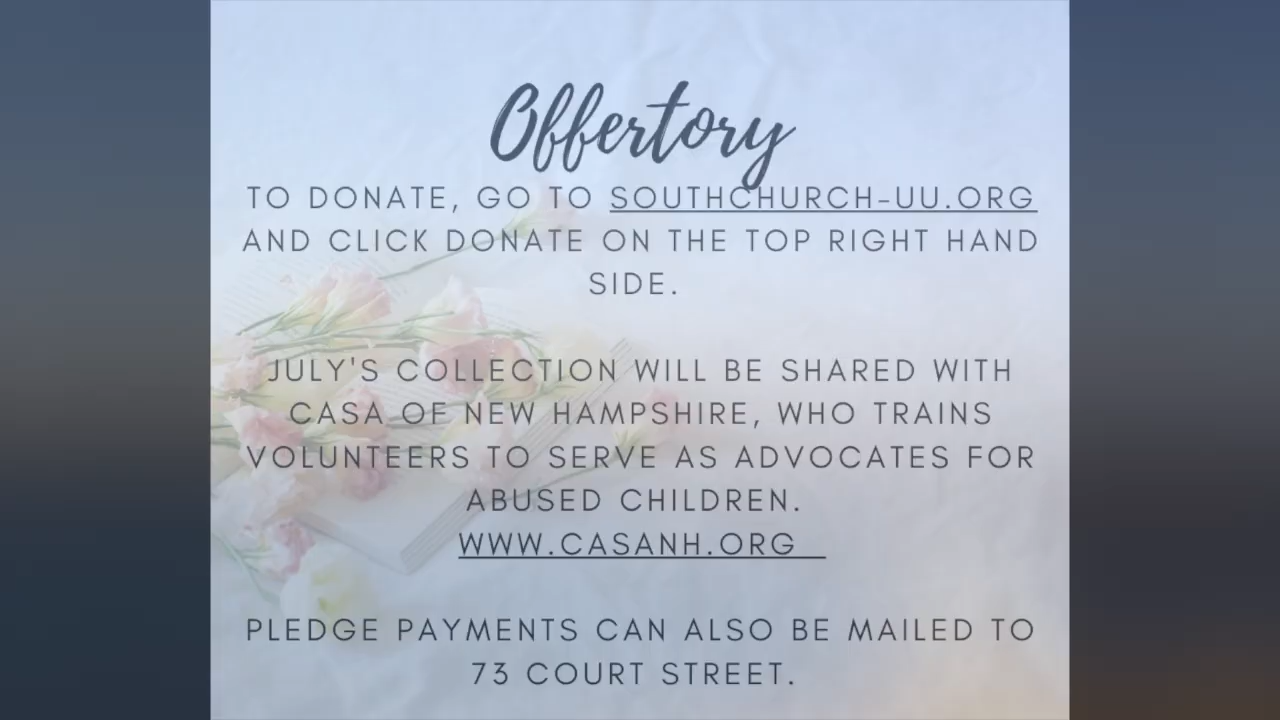 Offertory
TO DONATE, GO TO SOUTHCHURCH-UU.ORG
AND CLICK DONATE ON THE TOP RIGHT HAND
SIDE.
JULY'S COLLECTION WILL BE SHARED WITH
CASA OF NEW HAMPSHIRE, WHO TRAINS
VOLUNTEERS TO SERVE AS ADVOCATES FOR
ABUSED CHILDREN.
WWW.CASANH.ORG
PLEDGE PAYMENTS CAN ALSO BE MAILED TO
73 COURT STREET.